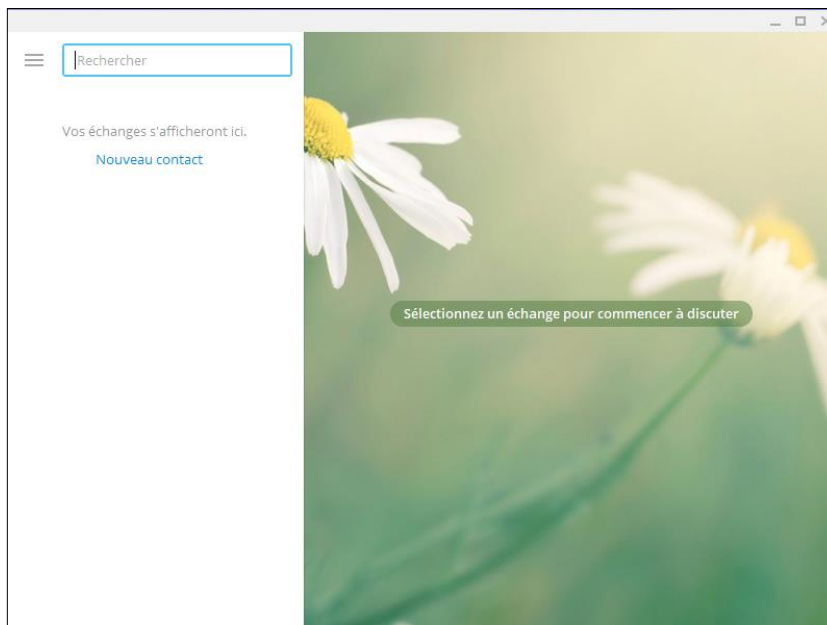 Rechercher
Vos échanges s'afficheront ici.
Nouveau contact
Sélectionnez un échange pour commencer à discuter